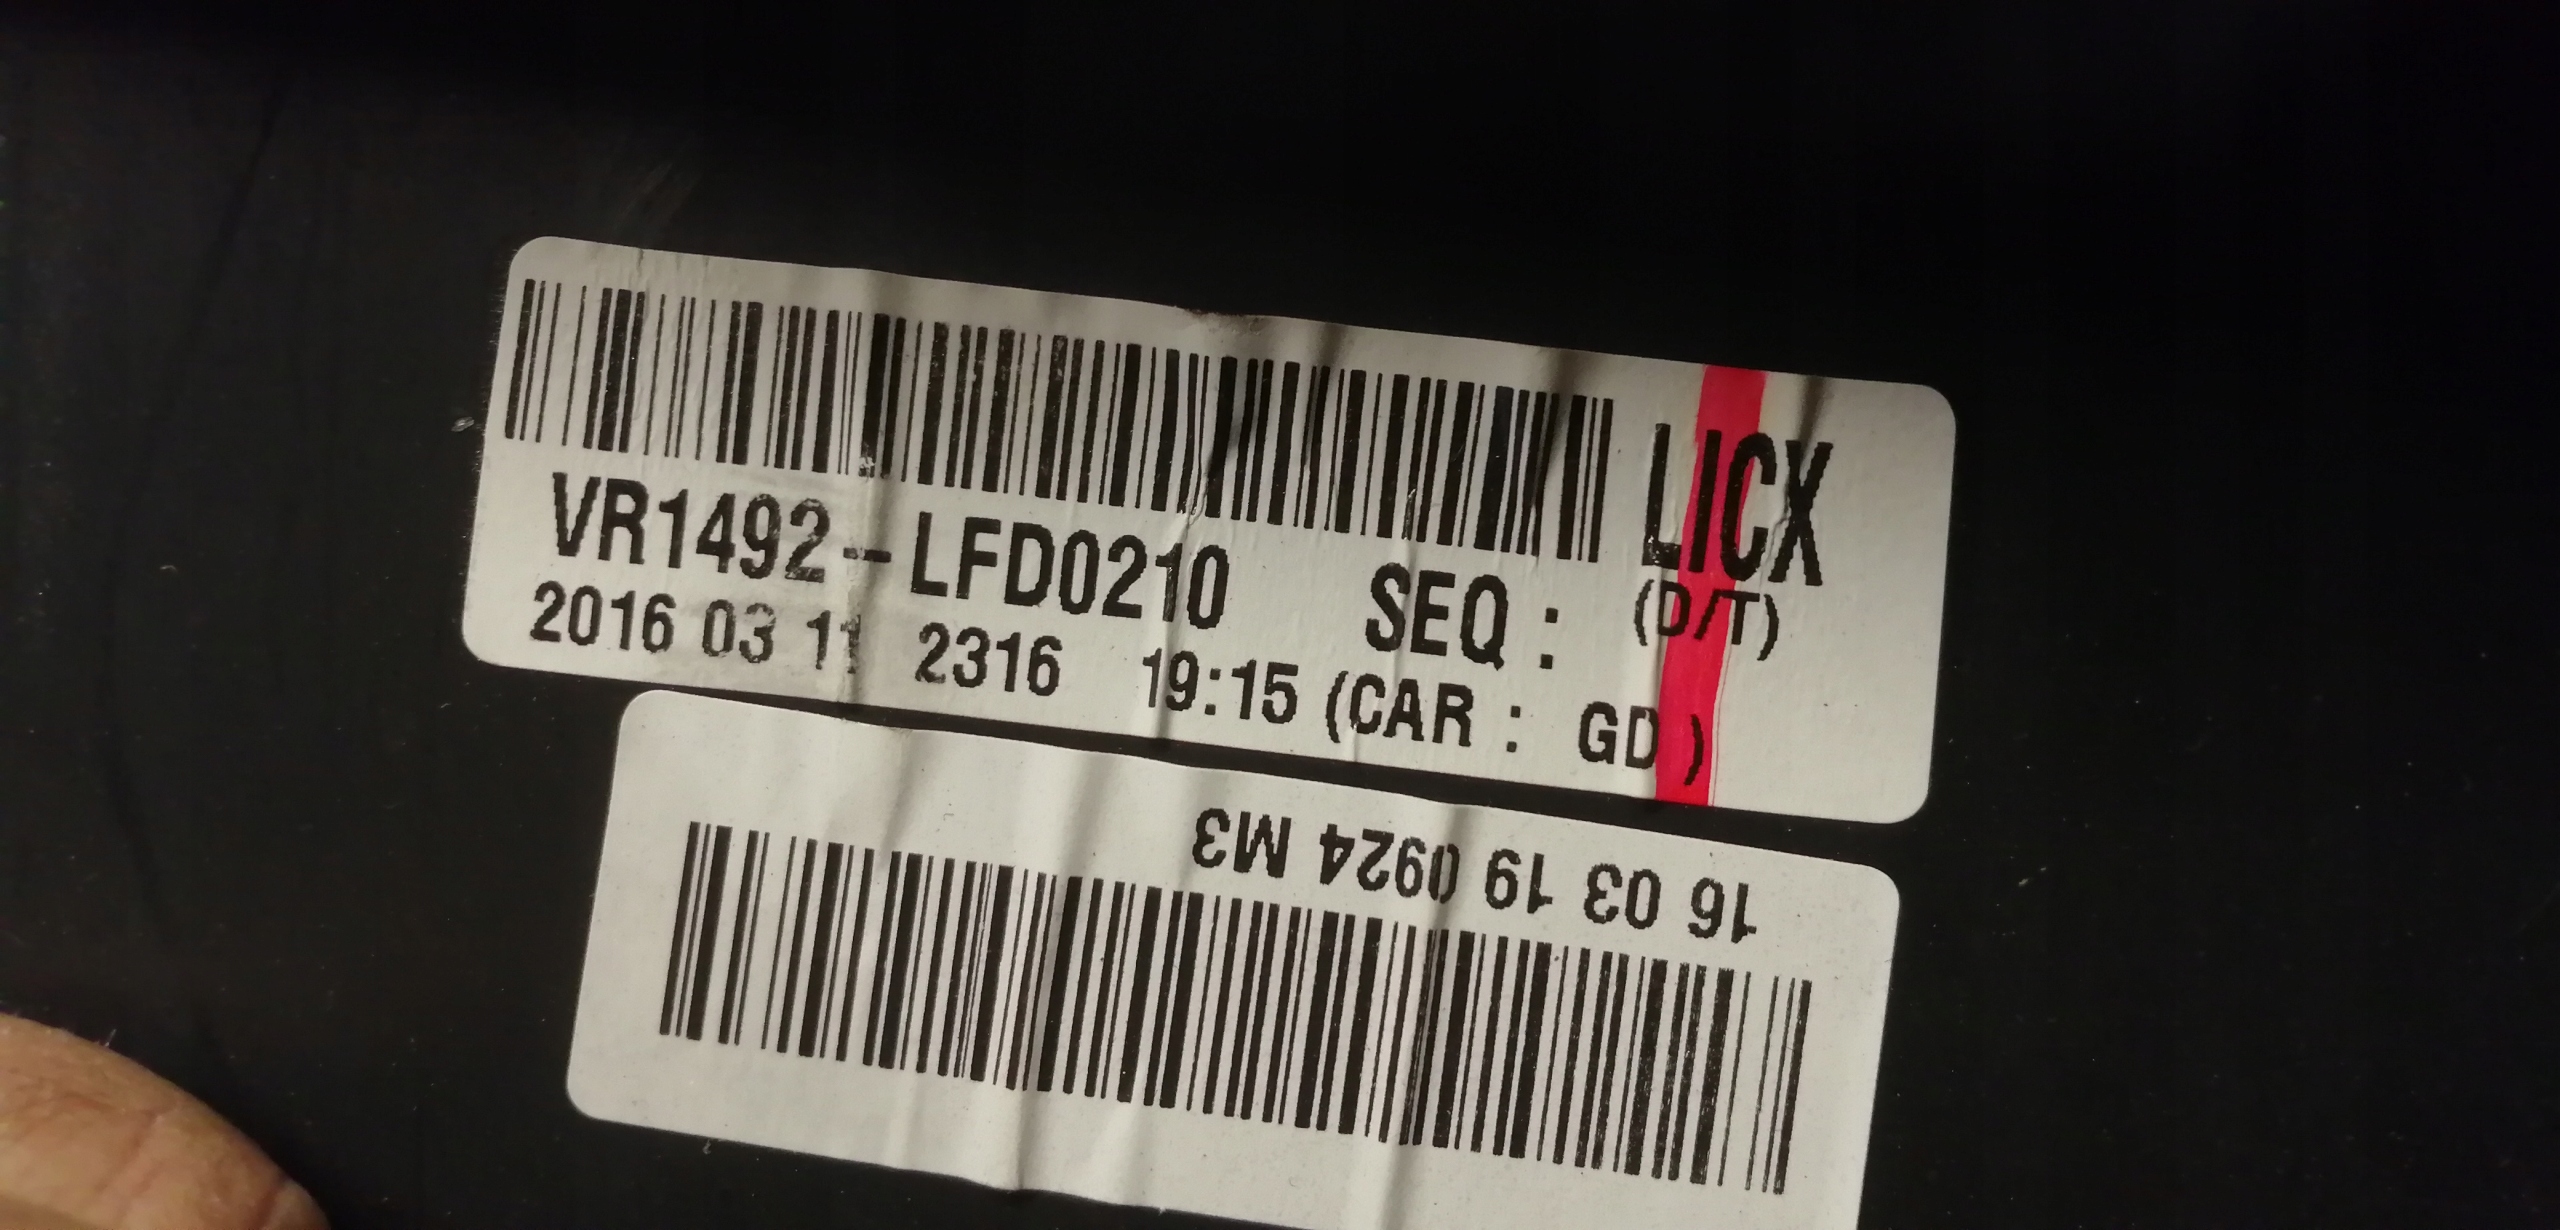 LICX
VR1492-LFD0210 SEQ : (D/T)
2016 03 11 2316 19:15 (CAR : GD )
16 03 19 0924 M3